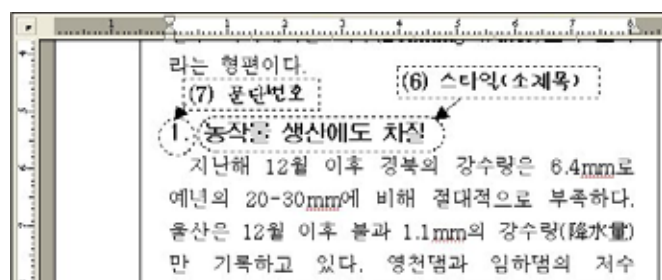 라는 형편이다.
(7) 문단번호
(6) 스타일(소제목)
1. 농작물 생산에도 차질
지난해 12월 이후 경북의 강수량은 6.4mm로
예년의 20-30mm에 비해 절대적으로 부족하다.
울산은 12월 이후 불과 1.1mm의 강수량(降水量)
만 기록하고 있다. 영천댐과 임하댐의 저수